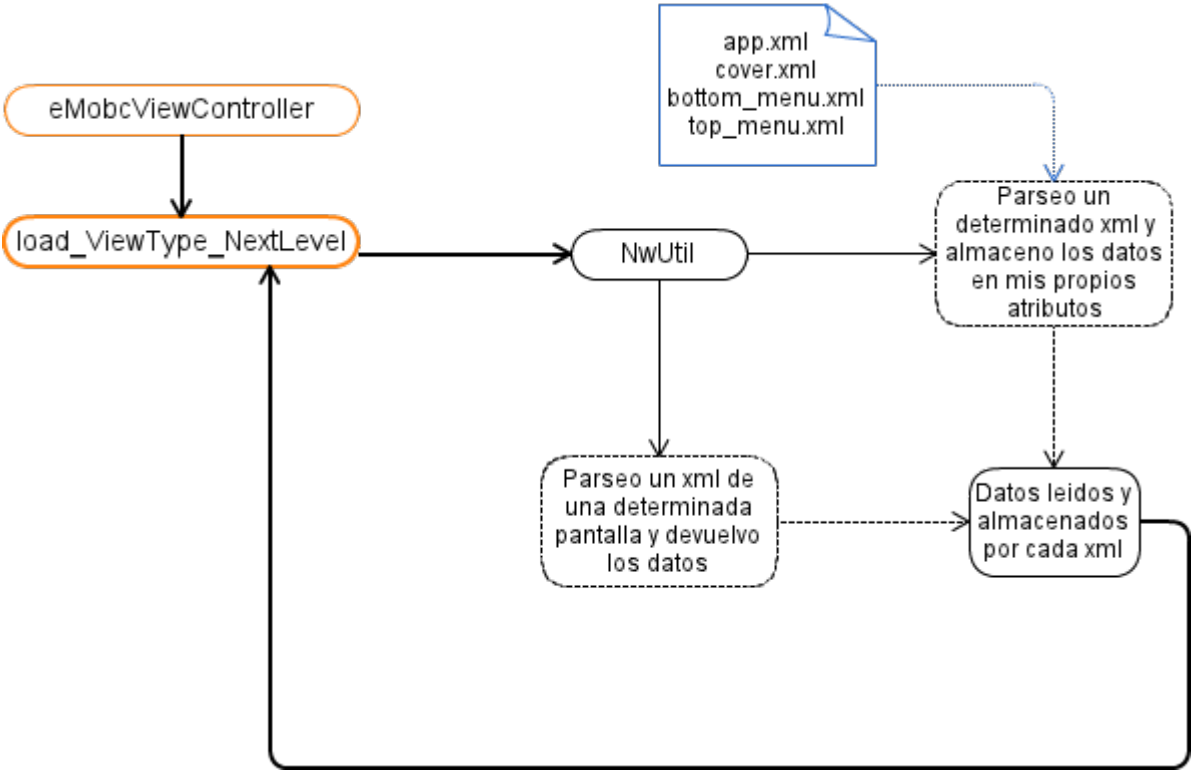 app.xml
cover.xml
bottom_menu.xml
top_menu.xml
eMobcViewController
load_ViewType_NextLevel
NwUtil
Parseo un
determinado xml y
almaceno los datos
en mis propios
atributos
Parseo un xml de
una determinada
pantalla y devuelvo
los datos
Datos leidos y
almacenados
por cada xml